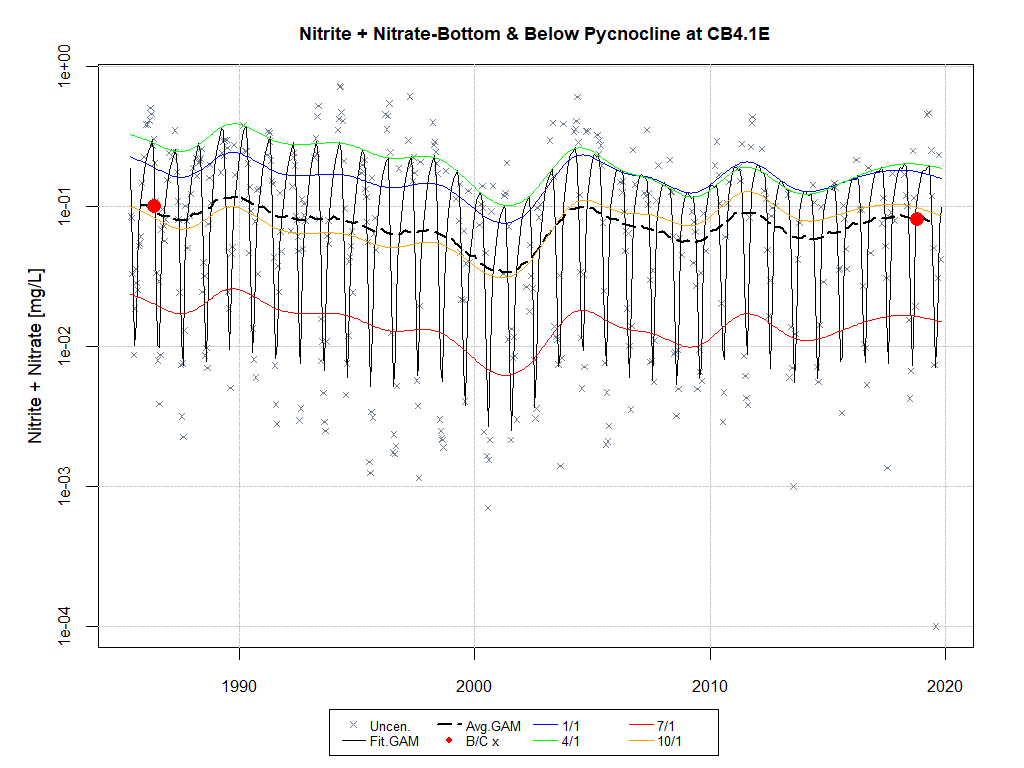 Nitrite + Nitrate-Bottom & Below Pycnocline at CB4.1E
Nitrite + Nitrate [mg/L]
1e+00
1e-01
1e-02
1e-03
1e-04
1990
2000
2010
2020
Uncen. Avg.GAM 1/1 7/1
Fit.GAM B/C x 4/1 10/1